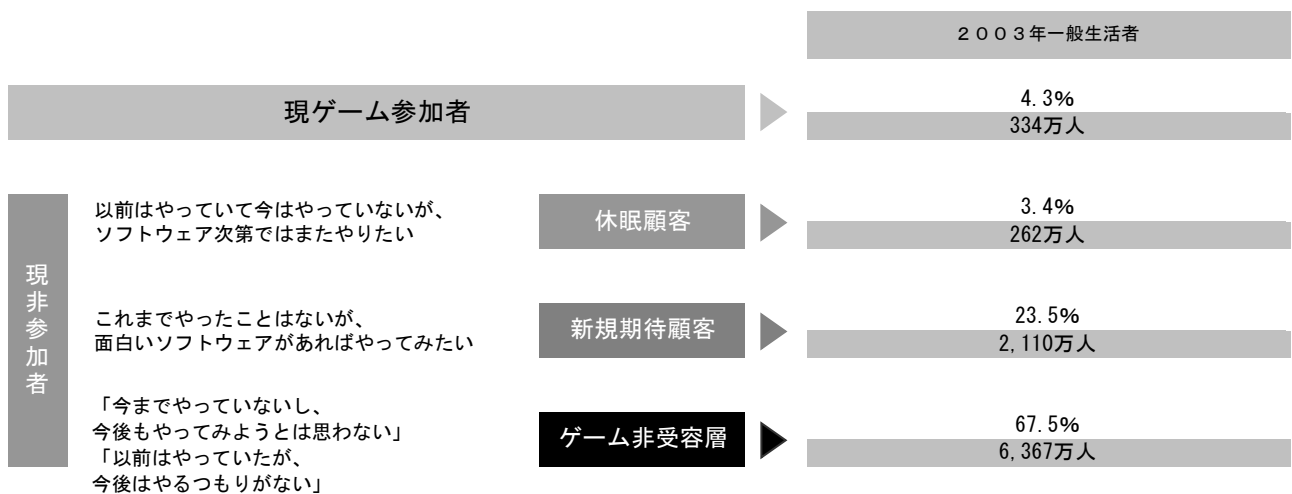 ２００３年一般生活者
現ゲーム参加者
4.3%
334万人
現非参加者
以前はやっていて今はやっていないが、
ソフトウェア次第ではまたやりたい
休眠顧客
3.4%
262万人
これまでやったことはないが、
面白いソフトウェアがあればやってみたい
新規期待顧客
23.5%
2,110万人
「今までやっていないし、
今後もやってみようとは思わない」
「以前はやっていたが、
今後はやるつもりがない」
ゲーム非受容層
67.5%
6,367万人